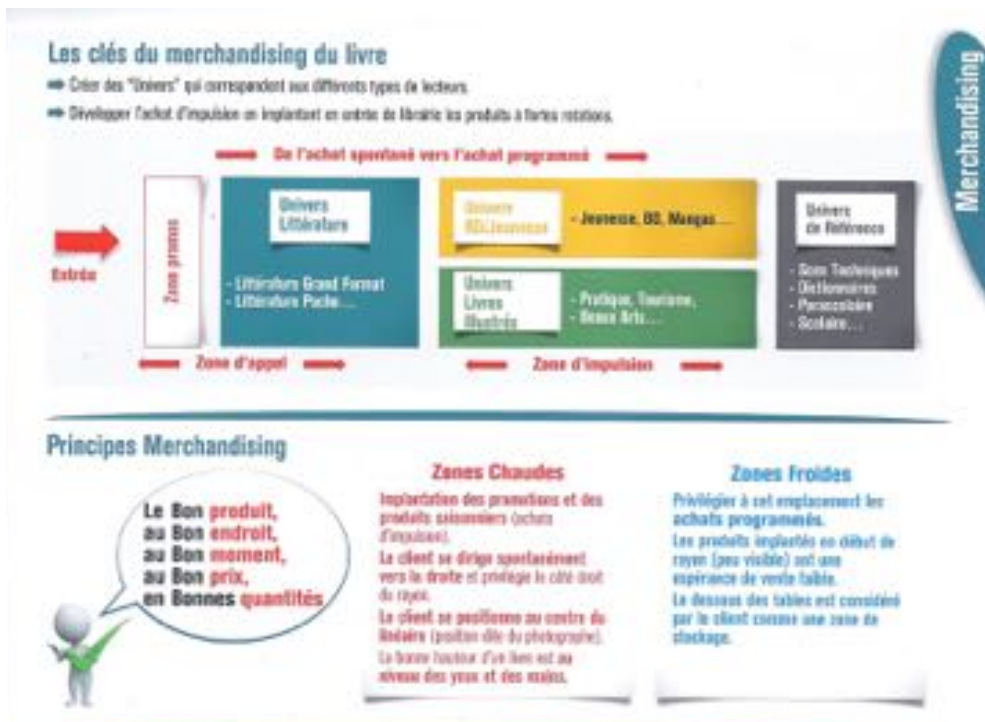 Merchandising
Les clés du merchandising du livre
Créer des "Univers" qui correspondent aux différents types de lecteurs.
Développer l'achat d'impulsion en implantant en entrée de librairie les produits à fortes rotations.
De l'achat spontané vers l'achat programmé
Entrée
Zone promos
Univers
Littérature
- Littérature Grand Format
- Littérature Poche...
Univers
BD/Jeunesse
- Jeunesse, BD, Mangas...
Univers
Livres
Illustrés
- Pratique, Tourisme,
- Beaux Arts...
Univers
de Référence
- Techniques
- Dictionnaires
- Parascolaire
- Scolaire...
Zone d'appel
Zone d'impulsion
Principes Merchandising
Le Bon produit,
au Bon endroit,
au Bon moment,
au Bon prix,
en Bonnes quantités
Zones Chaudes
Implantation des promotions et des
produits saisonniers (achats
d'impulsion).
Le client se dirige spontanément
vers la droite et privilégie le côté droit
du rayon.
Le client se positionne au centre du
linéaire (position dite du photographe).
La bonne hauteur d'un livre est au
niveau des yeux et des mains.
Zones Froides
Privilégier à cet emplacement les
achats programmés.
Les produits implantés en début de
rayon (peu visible) ont une
espérance de vente faible.
Le dessous des tables est considéré
par le client comme une zone de
stockage.